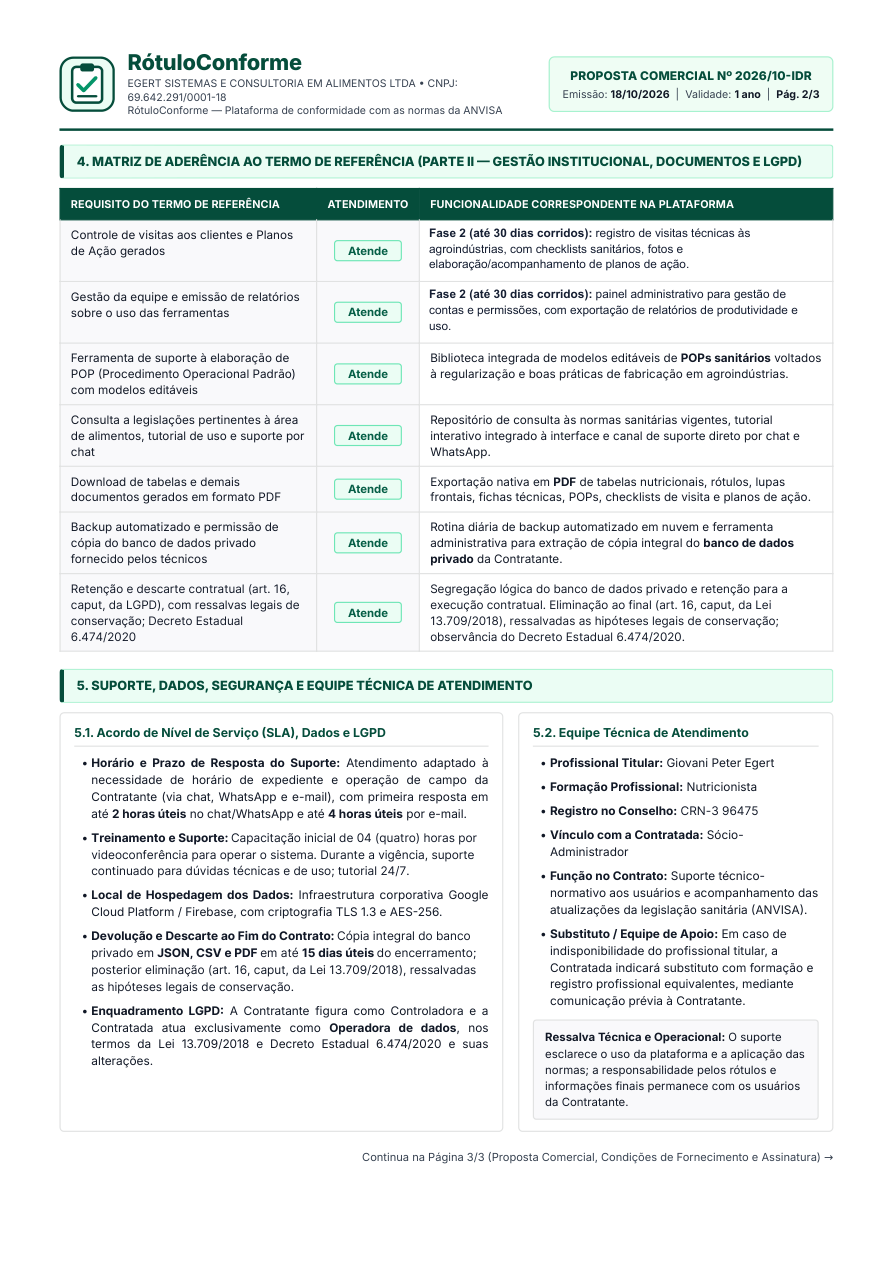 RótuloConforme
EGERT SISTEMAS E CONSULTORIA EM ALIMENTOS LTDA • CNPJ:
69.642.291/0001-18
RótuloConforme — Plataforma de conformidade com as normas da ANVISA
PROPOSTA COMERCIAL Nº 2026/10-IDR
Emissão: 18/10/2026 | Validade: 1 ano | Pág. 2/3
4. MATRIZ DE ADERÊNCIA AO TERMO DE REFERÊNCIA (PARTE II — GESTÃO INSTITUCIONAL, DOCUMENTOS E LGPD)
REQUISITO DO TERMO DE REFERÊNCIA ATENDIMENTO FUNCIONALIDADE CORRESPONDENTE NA PLATAFORMA
Controle de visitas aos clientes e Planos
de Ação gerados
Atende
Fase 2 (até 30 dias corridos): registro de visitas técnicas às
agroindústrias, com checklists sanitários, fotos e
elaboração/acompanhamento de planos de ação.
Gestão da equipe e emissão de relatórios
sobre o uso das ferramentas
Atende
Fase 2 (até 30 dias corridos): painel administrativo para gestão de
contas e permissões, com exportação de relatórios de produtividade e
uso.
Ferramenta de suporte à elaboração de
POP (Procedimento Operacional Padrão)
com modelos editáveis
Atende
Biblioteca integrada de modelos editáveis de POPs sanitários voltados
à regularização e boas práticas de fabricação em agroindústrias.
Consulta a legislações pertinentes à área
de alimentos, tutorial de uso e suporte por
chat
Atende
Repositório de consulta às normas sanitárias vigentes, tutorial
interativo integrado à interface e canal de suporte direto por chat e
WhatsApp.
Download de tabelas e demais
documentos gerados em formato PDF
Atende
Exportação nativa em PDF de tabelas nutricionais, rótulos, lupas
frontais, fichas técnicas, POPs, checklists de visita e planos de ação.
Backup automatizado e permissão de
cópia do banco de dados privado
fornecido pelos técnicos
Atende
Rotina diária de backup automatizado em nuvem e ferramenta
administrativa para extração de cópia integral do banco de dados
privado da Contratante.
Retenção e descarte contratual (art. 16,
caput, da LGPD), com ressalvas legais de
conservação; Decreto Estadual
6.474/2020
Atende
Segregação lógica do banco de dados privado e retenção para a
execução contratual. Eliminação ao final (art. 16, caput, da Lei
13.709/2018), ressalvadas as hipóteses legais de conservação;
observância do Decreto Estadual 6.474/2020.
5. SUPORTE, DADOS, SEGURANÇA E EQUIPE TÉCNICA DE ATENDIMENTO
5.1. Acordo de Nível de Serviço (SLA), Dados e LGPD
• Horário e Prazo de Resposta do Suporte: Atendimento adaptado à
necessidade de horário de expediente e operação de campo da
Contratante (via chat, WhatsApp e e-mail), com primeira resposta em
até 2 horas úteis no chat/WhatsApp e até 4 horas úteis por e-mail.
• Treinamento e Suporte: Capacitação inicial de 04 (quatro) horas por
videoconferência para operar o sistema. Durante a vigência, suporte
continuado para dúvidas técnicas e de uso; tutorial 24/7.
• Local de Hospedagem dos Dados: Infraestrutura corporativa Google
Cloud Platform / Firebase, com criptografia TLS 1.3 e AES-256.
• Devolução e Descarte ao Fim do Contrato: Cópia integral do banco
privado em JSON, CSV e PDF em até 15 dias úteis do encerramento;
posterior eliminação (art. 16, caput, da Lei 13.709/2018), ressalvadas
as hipóteses legais de conservação.
• Enquadramento LGPD: A Contratante figura como Controladora e a
Contratada atua exclusivamente como Operadora de dados, nos
termos da Lei 13.709/2018 e Decreto Estadual 6.474/2020 e suas
alterações.
5.2. Equipe Técnica de Atendimento
• Profissional Titular: Giovani Peter Egert
• Formação Profissional: Nutricionista
• Registro no Conselho: CRN-3 96475
• Vínculo com a Contratada: Sócio-
Administrador
• Função no Contrato: Suporte técnico-
normativo aos usuários e acompanhamento das
atualizações da legislação sanitária (ANVISA).
• Substituto / Equipe de Apoio: Em caso de
indisponibilidade do profissional titular, a
Contratada indicará substituto com formação e
registro profissional equivalentes, mediante
comunicação prévia à Contratante.
Ressalva Técnica e Operacional: O suporte
esclarece o uso da plataforma e a aplicação das
normas; a responsabilidade pelos rótulos e
informações finais permanece com os usuários
da Contratante.
Continua na Página 3/3 (Proposta Comercial, Condições de Fornecimento e Assinatura) →